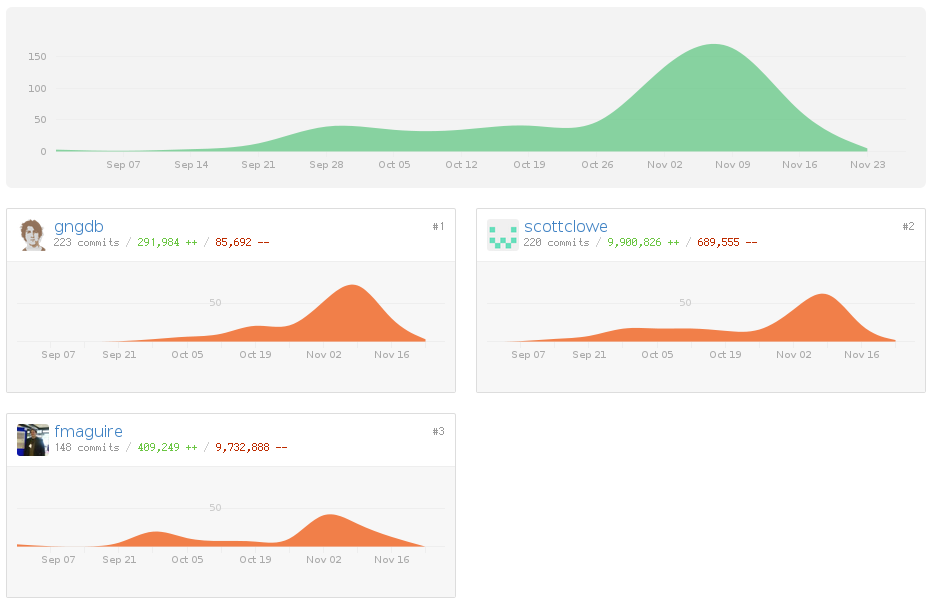 150
100
50
0
Sep 07 Sep 14 Sep 21 Sep 28 Oct 05 Oct 12 Oct 19 Oct 26 Nov 02 Nov 09 Nov 16 Nov 23
gngdb #1
223 commits / 291,984 ++ / 85,692 --
50
Sep 07 Sep 21 Oct 05 Oct 19 Nov 02 Nov 16
scottclowe #2
220 commits / 9,900,826 ++ / 689,555 --
50
Sep 07 Sep 21 Oct 05 Oct 19 Nov 02 Nov 16
fmaguire #3
148 commits / 409,249 ++ / 9,732,888 --
50
Sep 07 Sep 21 Oct 05 Oct 19 Nov 02 Nov 16